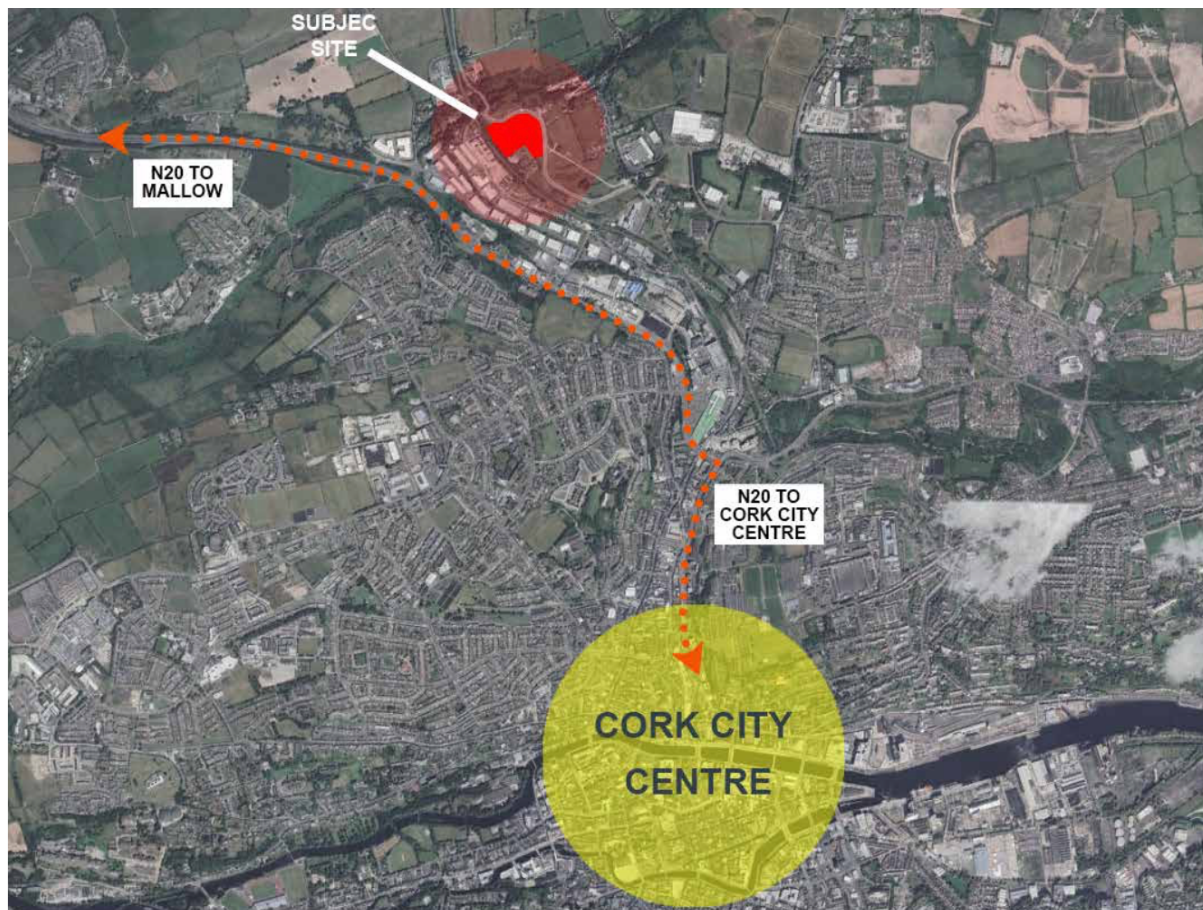 SUBJEC
SITE
N20 TO
MALLOW
N20 TO
CORK CITY
CENTRE
CORK CITY
CENTRE